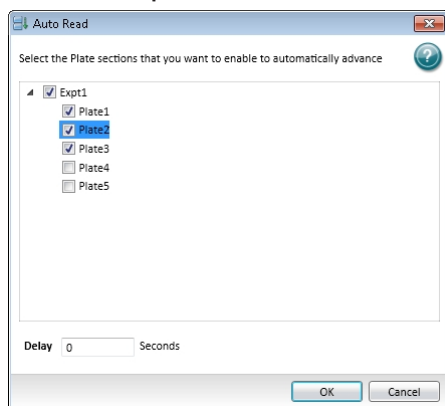 Auto Read
Select the Plate sections that you want to enable to automatically advance
?
Expt1
Plate1
Plate2
Plate3
Plate4
Plate5
Delay 0 Seconds
OK Cancel